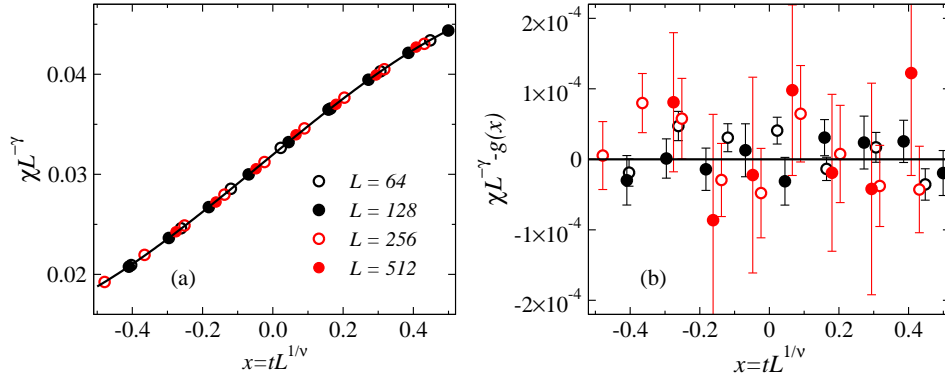 (a)
χL^−γ
0.04
0.03
0.02
L = 64
L = 128
L = 256
L = 512
-0.4 -0.2 0.0 0.2 0.4
x=tL^1/ν
(b)
χL^−γ-g(x)
2×10^-4
1×10^-4
0
-1×10^-4
-2×10^-4
-0.4 -0.2 0 0.2 0.4
x=tL^1/ν